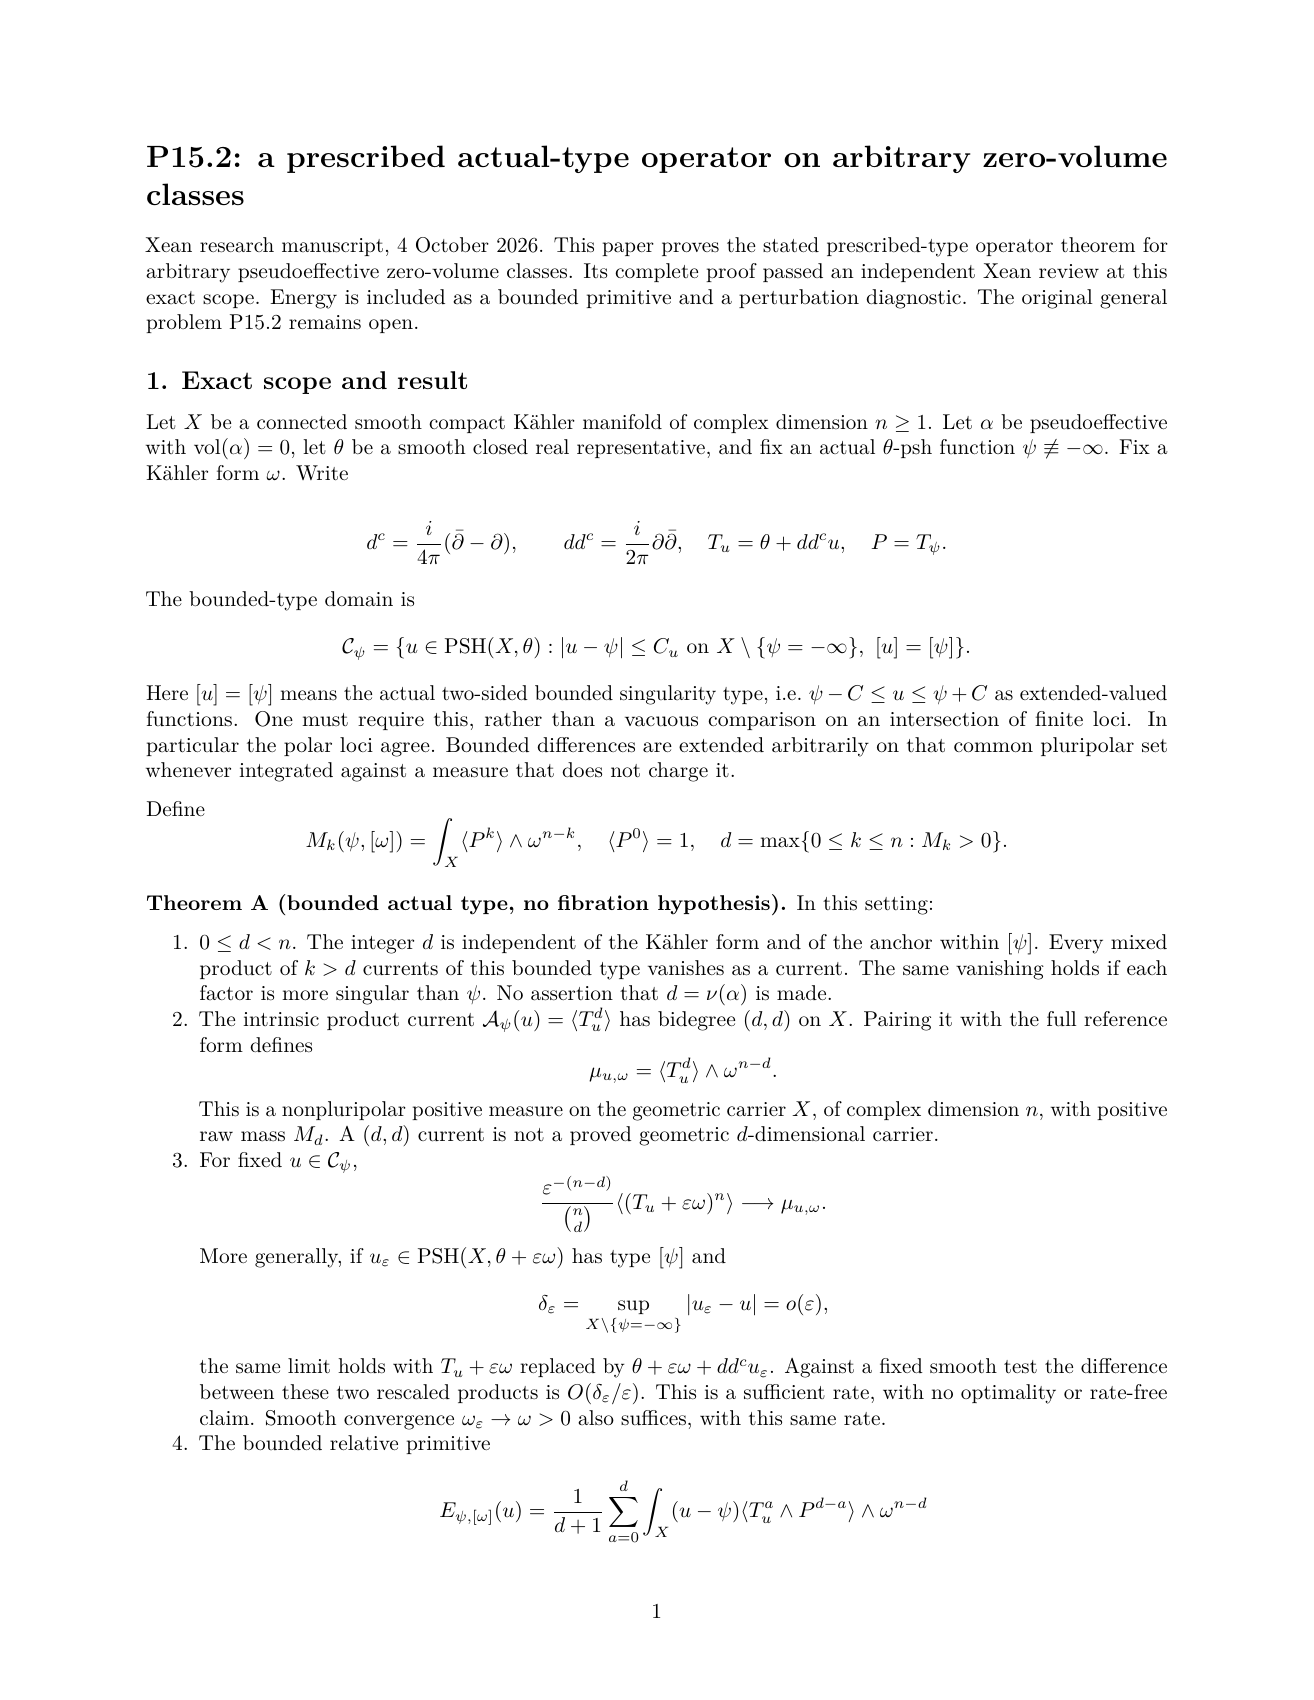 P15.2: a prescribed actual-type operator on arbitrary zero-volume
classes
Xean research manuscript, 4 October 2026. This paper proves the stated prescribed-type operator theorem for
arbitrary pseudoeffective zero-volume classes. Its complete proof passed an independent Xean review at this
exact scope. Energy is included as a bounded primitive and a perturbation diagnostic. The original general
problem P15.2 remains open.
1. Exact scope and result
Let X be a connected smooth compact Kähler manifold of complex dimension n ≥ 1. Let α be pseudoeffective
with vol(α) = 0, let θ be a smooth closed real representative, and fix an actual θ-psh function ψ ≢ −∞. Fix a
Kähler form ω. Write
d^c = \frac{i}{4π}(\bar∂ − ∂), dd^c = \frac{i}{2π}∂\bar∂, T_u = θ + dd^c u, P = T_ψ.
The bounded-type domain is
𝒞_ψ = {u ∈ PSH(X, θ) : |u − ψ| ≤ C_u on X \ {ψ = −∞}, [u] = [ψ]}.
Here [u] = [ψ] means the actual two-sided bounded singularity type, i.e. ψ − C ≤ u ≤ ψ + C as extended-valued
functions. One must require this, rather than a vacuous comparison on an intersection of finite loci. In
particular the polar loci agree. Bounded differences are extended arbitrarily on that common pluripolar set
whenever integrated against a measure that does not charge it.
Define
M_k(ψ, [ω]) = ∫_X ⟨P^k⟩ ∧ ω^{n−k}, ⟨P^0⟩ = 1, d = max{0 ≤ k ≤ n : M_k > 0}.
Theorem A (bounded actual type, no fibration hypothesis). In this setting:
1. 0 ≤ d < n. The integer d is independent of the Kähler form and of the anchor within [ψ]. Every mixed
product of k > d currents of this bounded type vanishes as a current. The same vanishing holds if each
factor is more singular than ψ. No assertion that d = ν(α) is made.
2. The intrinsic product current 𝒜_ψ(u) = ⟨T_u^d⟩ has bidegree (d, d) on X. Pairing it with the full reference
form defines
μ_{u,ω} = ⟨T_u^d⟩ ∧ ω^{n−d}.
This is a nonpluripolar positive measure on the geometric carrier X, of complex dimension n, with positive
raw mass M_d. A (d, d) current is not a proved geometric d-dimensional carrier.
3. For fixed u ∈ 𝒞_ψ,
\frac{ε^{−(n−d)}}{\binom{n}{d}}⟨(T_u + εω)^n⟩ ⟶ μ_{u,ω}.
More generally, if u_ε ∈ PSH(X, θ + εω) has type [ψ] and
δ_ε = sup_{X\{ψ=−∞}} |u_ε − u| = o(ε),
the same limit holds with T_u + εω replaced by θ + εω + dd^c u_ε. Against a fixed smooth test the difference
between these two rescaled products is O(δ_ε/ε). This is a sufficient rate, with no optimality or rate-free
claim. Smooth convergence ω_ε → ω > 0 also suffices, with this same rate.
4. The bounded relative primitive
E_{ψ,[ω]}(u) = \frac{1}{d + 1} \sum_{a=0}^{d} ∫_X (u − ψ)⟨T_u^a ∧ P^{d−a}⟩ ∧ ω^{n−d}
1